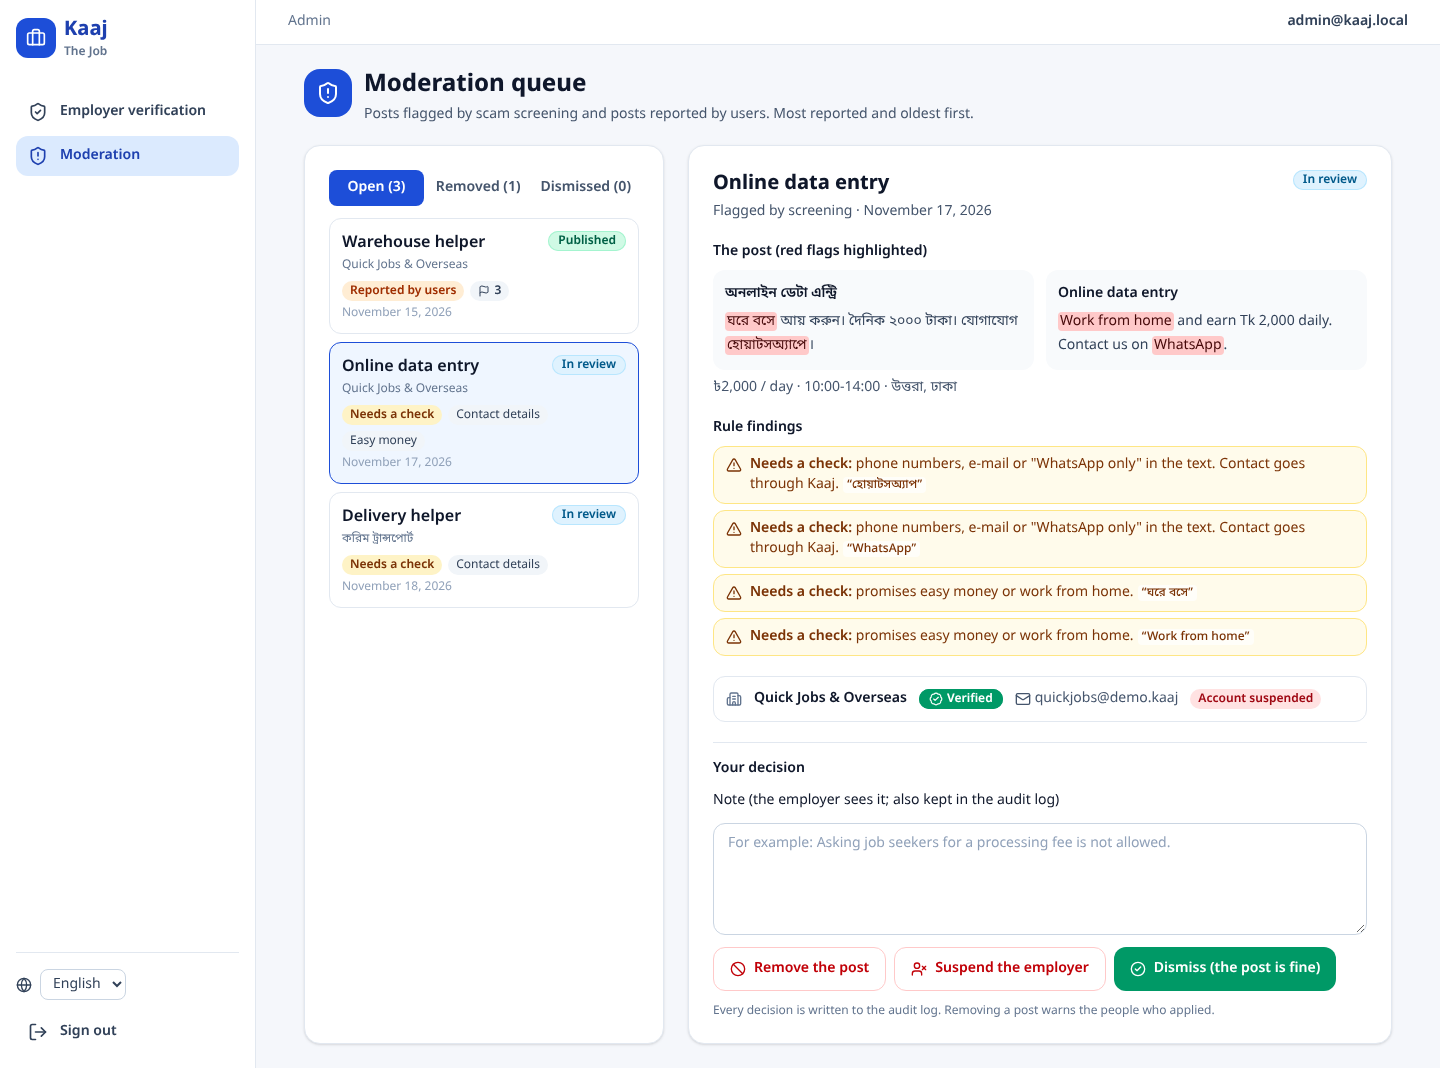 Kaaj
The Job
Employer verification
Moderation
English
Sign out
Admin
admin@kaaj.local
Moderation queue
Posts flagged by scam screening and posts reported by users. Most reported and oldest first.
Open (3)
Removed (1)
Dismissed (0)
Warehouse helper
Published
Quick Jobs & Overseas
Reported by users
3
November 15, 2026
Online data entry
In review
Quick Jobs & Overseas
Needs a check
Contact details
Easy money
November 17, 2026
Delivery helper
In review
করিম ট্রান্সপোর্ট
Needs a check
Contact details
November 18, 2026
Online data entry
In review
Flagged by screening · November 17, 2026
The post (red flags highlighted)
অনলাইন ডেটা এন্ট্রি
ঘরে বসে আয় করুন। দৈনিক ২০০০ টাকা। যোগাযোগ
হোয়াটসঅ্যাপে।
Online data entry
Work from home and earn Tk 2,000 daily.
Contact us on WhatsApp.
৳2,000 / day · 10:00-14:00 · উত্তরা, ঢাকা
Rule findings
Needs a check: phone numbers, e-mail or "WhatsApp only" in the text. Contact goes
through Kaaj. “হোয়াটসঅ্যাপ”
Needs a check: phone numbers, e-mail or "WhatsApp only" in the text. Contact goes
through Kaaj. “WhatsApp”
Needs a check: promises easy money or work from home. “ঘরে বসে”
Needs a check: promises easy money or work from home. “Work from home”
Quick Jobs & Overseas
Verified
quickjobs@demo.kaaj
Account suspended
Your decision
Note (the employer sees it; also kept in the audit log)
For example: Asking job seekers for a processing fee is not allowed.
Remove the post
Suspend the employer
Dismiss (the post is fine)
Every decision is written to the audit log. Removing a post warns the people who applied.